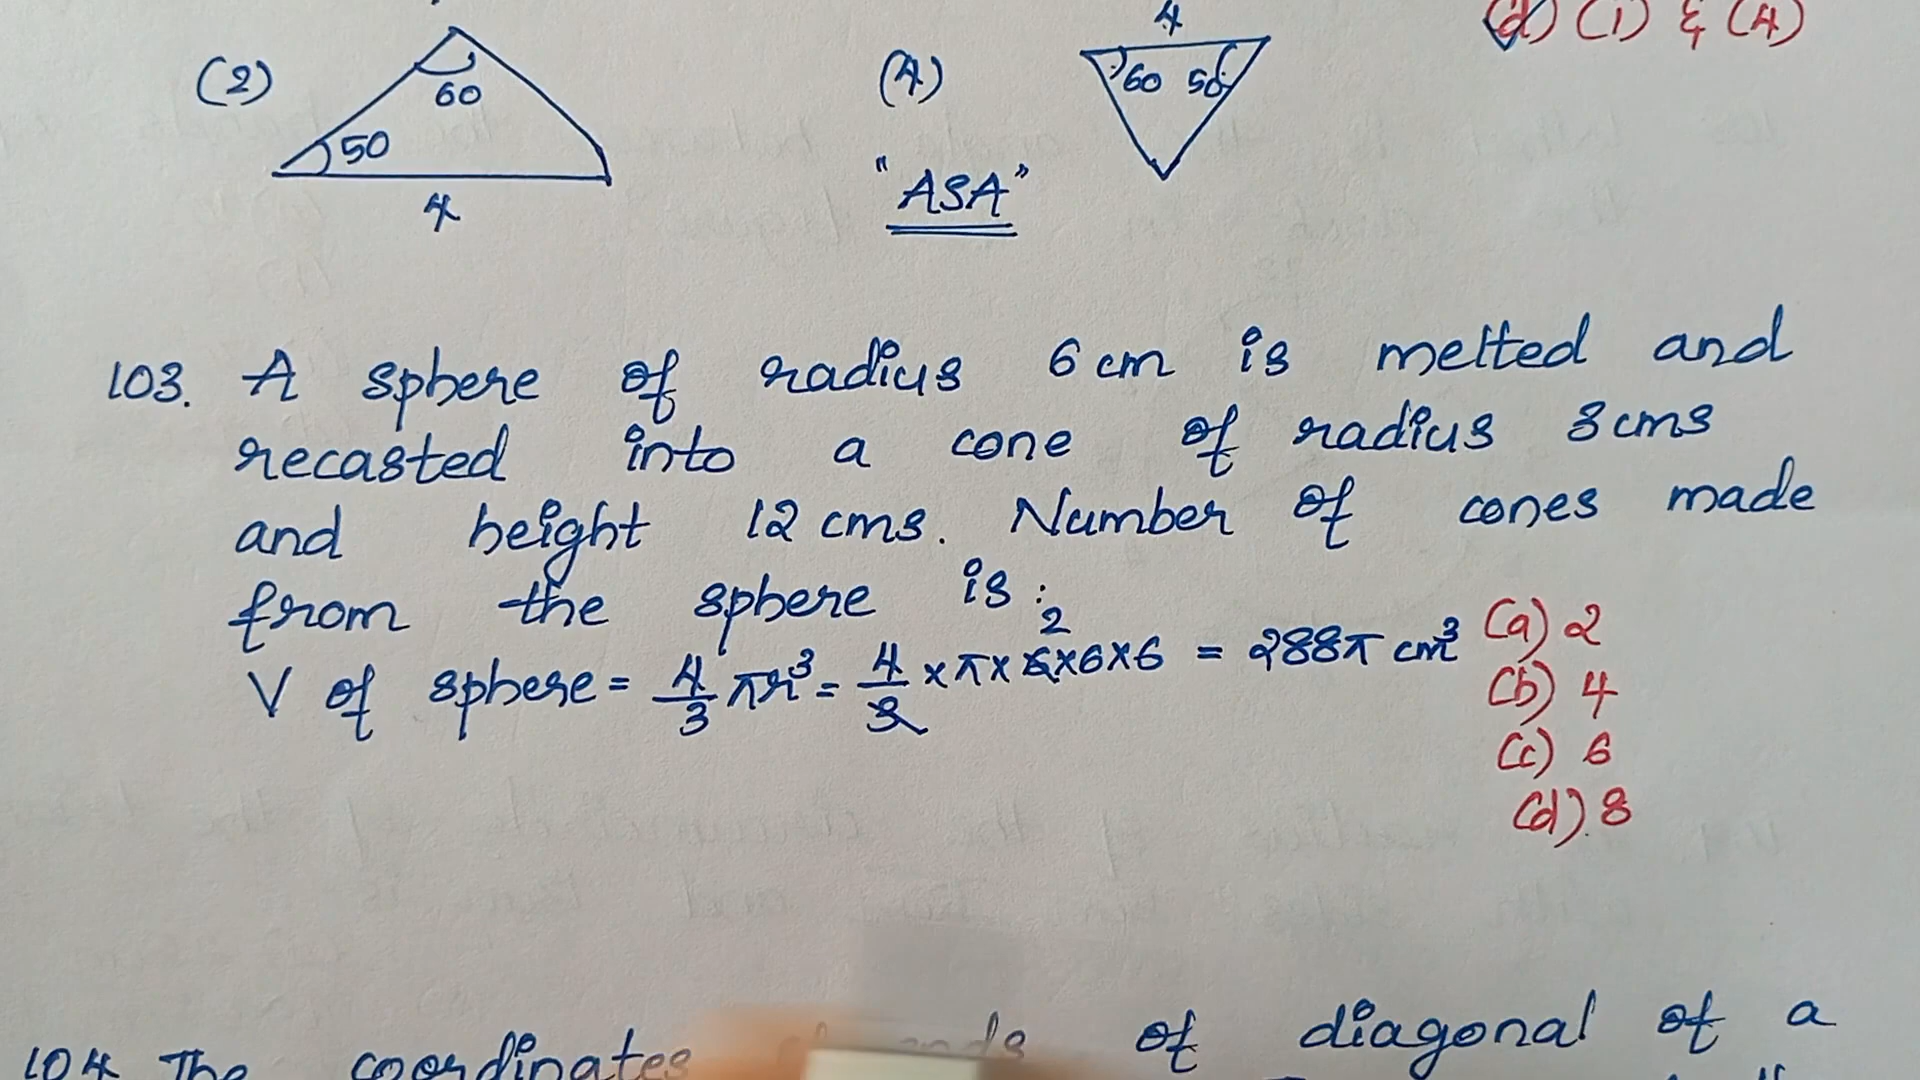 (d) (1) & (4)
(2) 60 50 4
(4) 4 60 50
"ASA"
103. A sphere of radius 6 cm is melted and
recasted into a cone of radius 3 cms
and height 12 cms. Number of cones made
from the sphere is :
V of sphere = 4/3 πr³ = 4/3 × π × 6×6×6 = 288π cm³
2
(a) 2
(b) 4
(c) 6
(d) 8
104 The coordinates of ends of diagonal of a